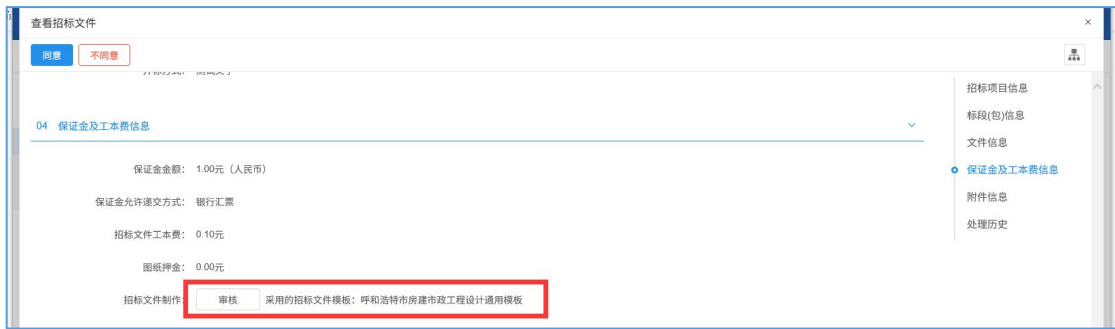 查看招标文件
×
同意 不同意
招标项目信息
04 保证金及工本费信息
标段(包)信息
文件信息
保证金金额： 1.00元（人民币）
保证金及工本费信息
保证金允许递交方式： 银行汇票
附件信息
招标文件工本费： 0.10元
处理历史
图纸押金： 0.00元
招标文件制作： 审核 采用的招标文件模板：呼和浩特市房建市政工程设计通用模板